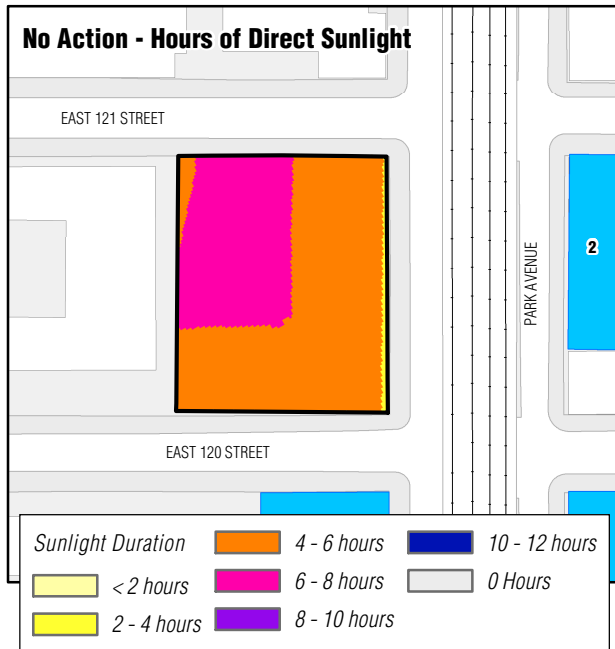 No Action - Hours of Direct Sunlight
EAST 121 STREET
2
PARK AVENUE
EAST 120 STREET
Sunlight Duration
< 2 hours
2 - 4 hours
4 - 6 hours
6 - 8 hours
8 - 10 hours
10 - 12 hours
0 Hours